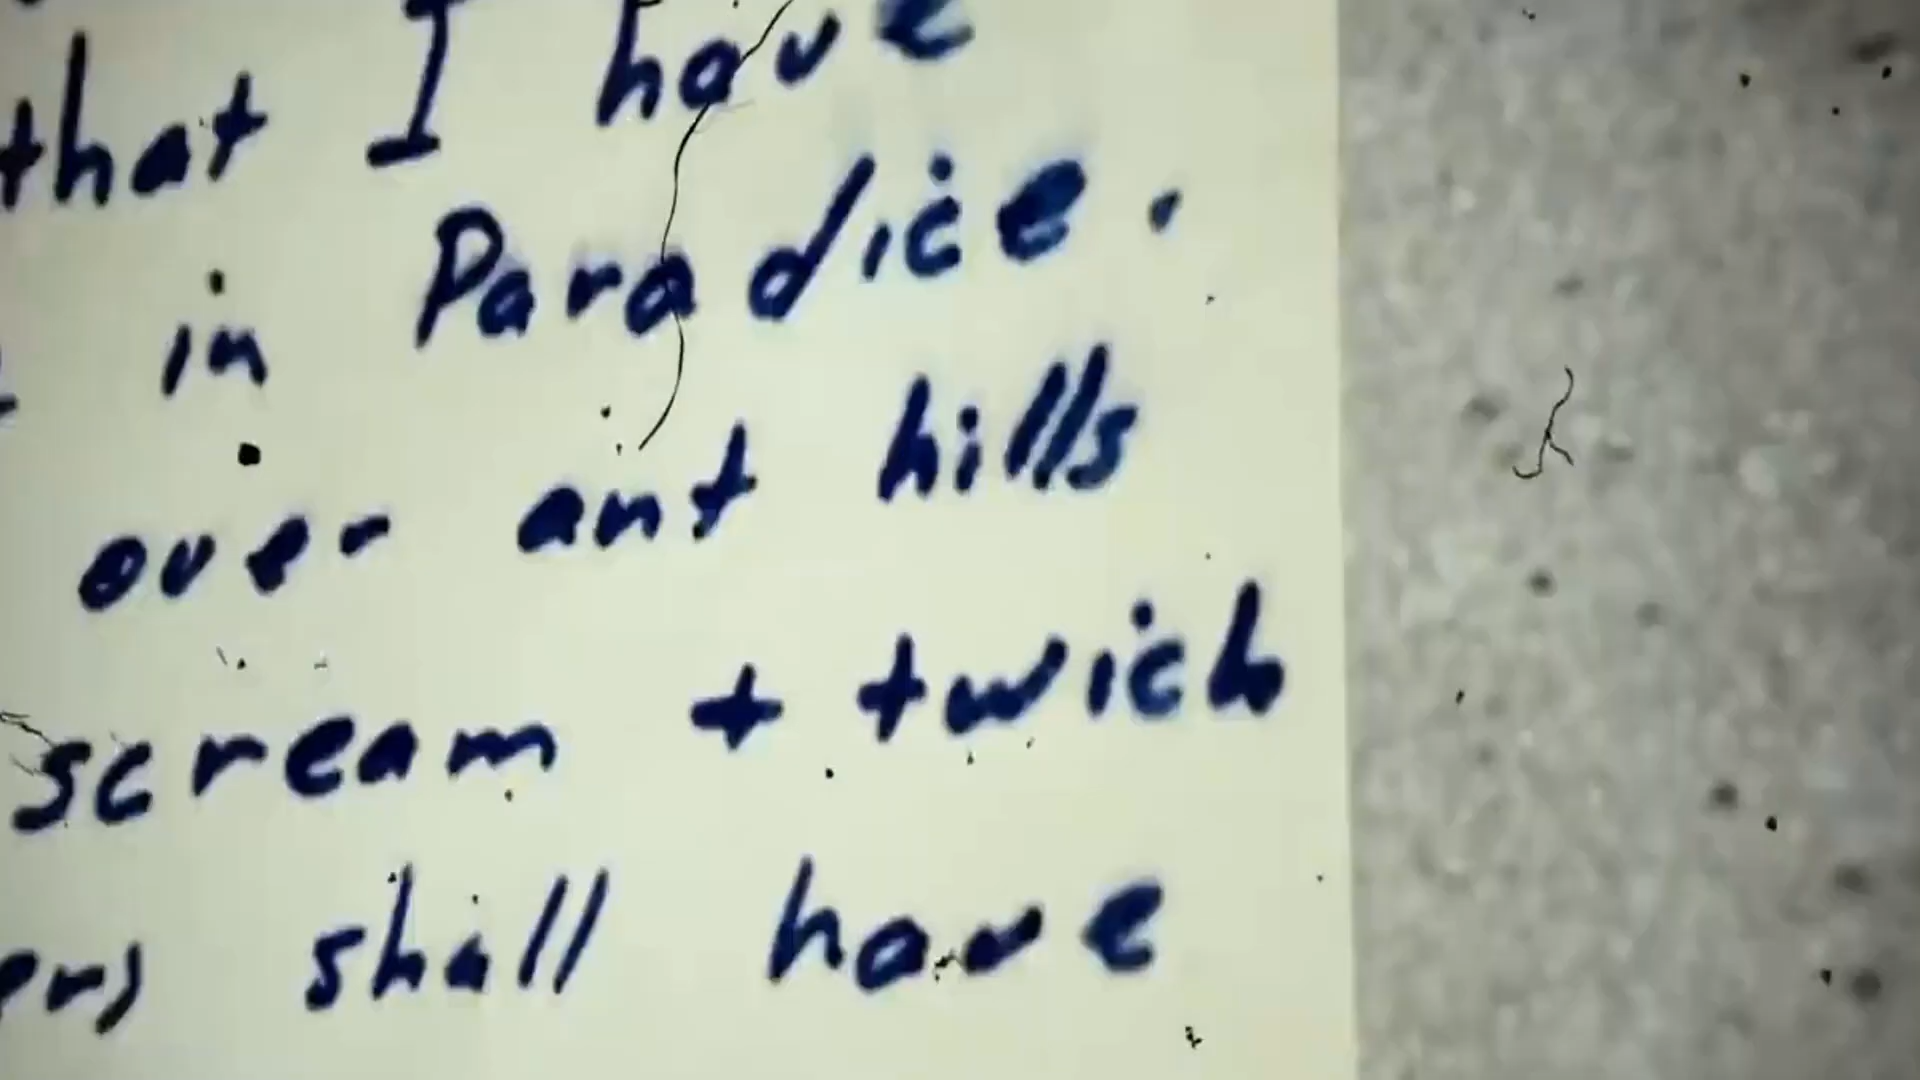 that I have
in Paradice.
over ant hills
scream + twich
shall have